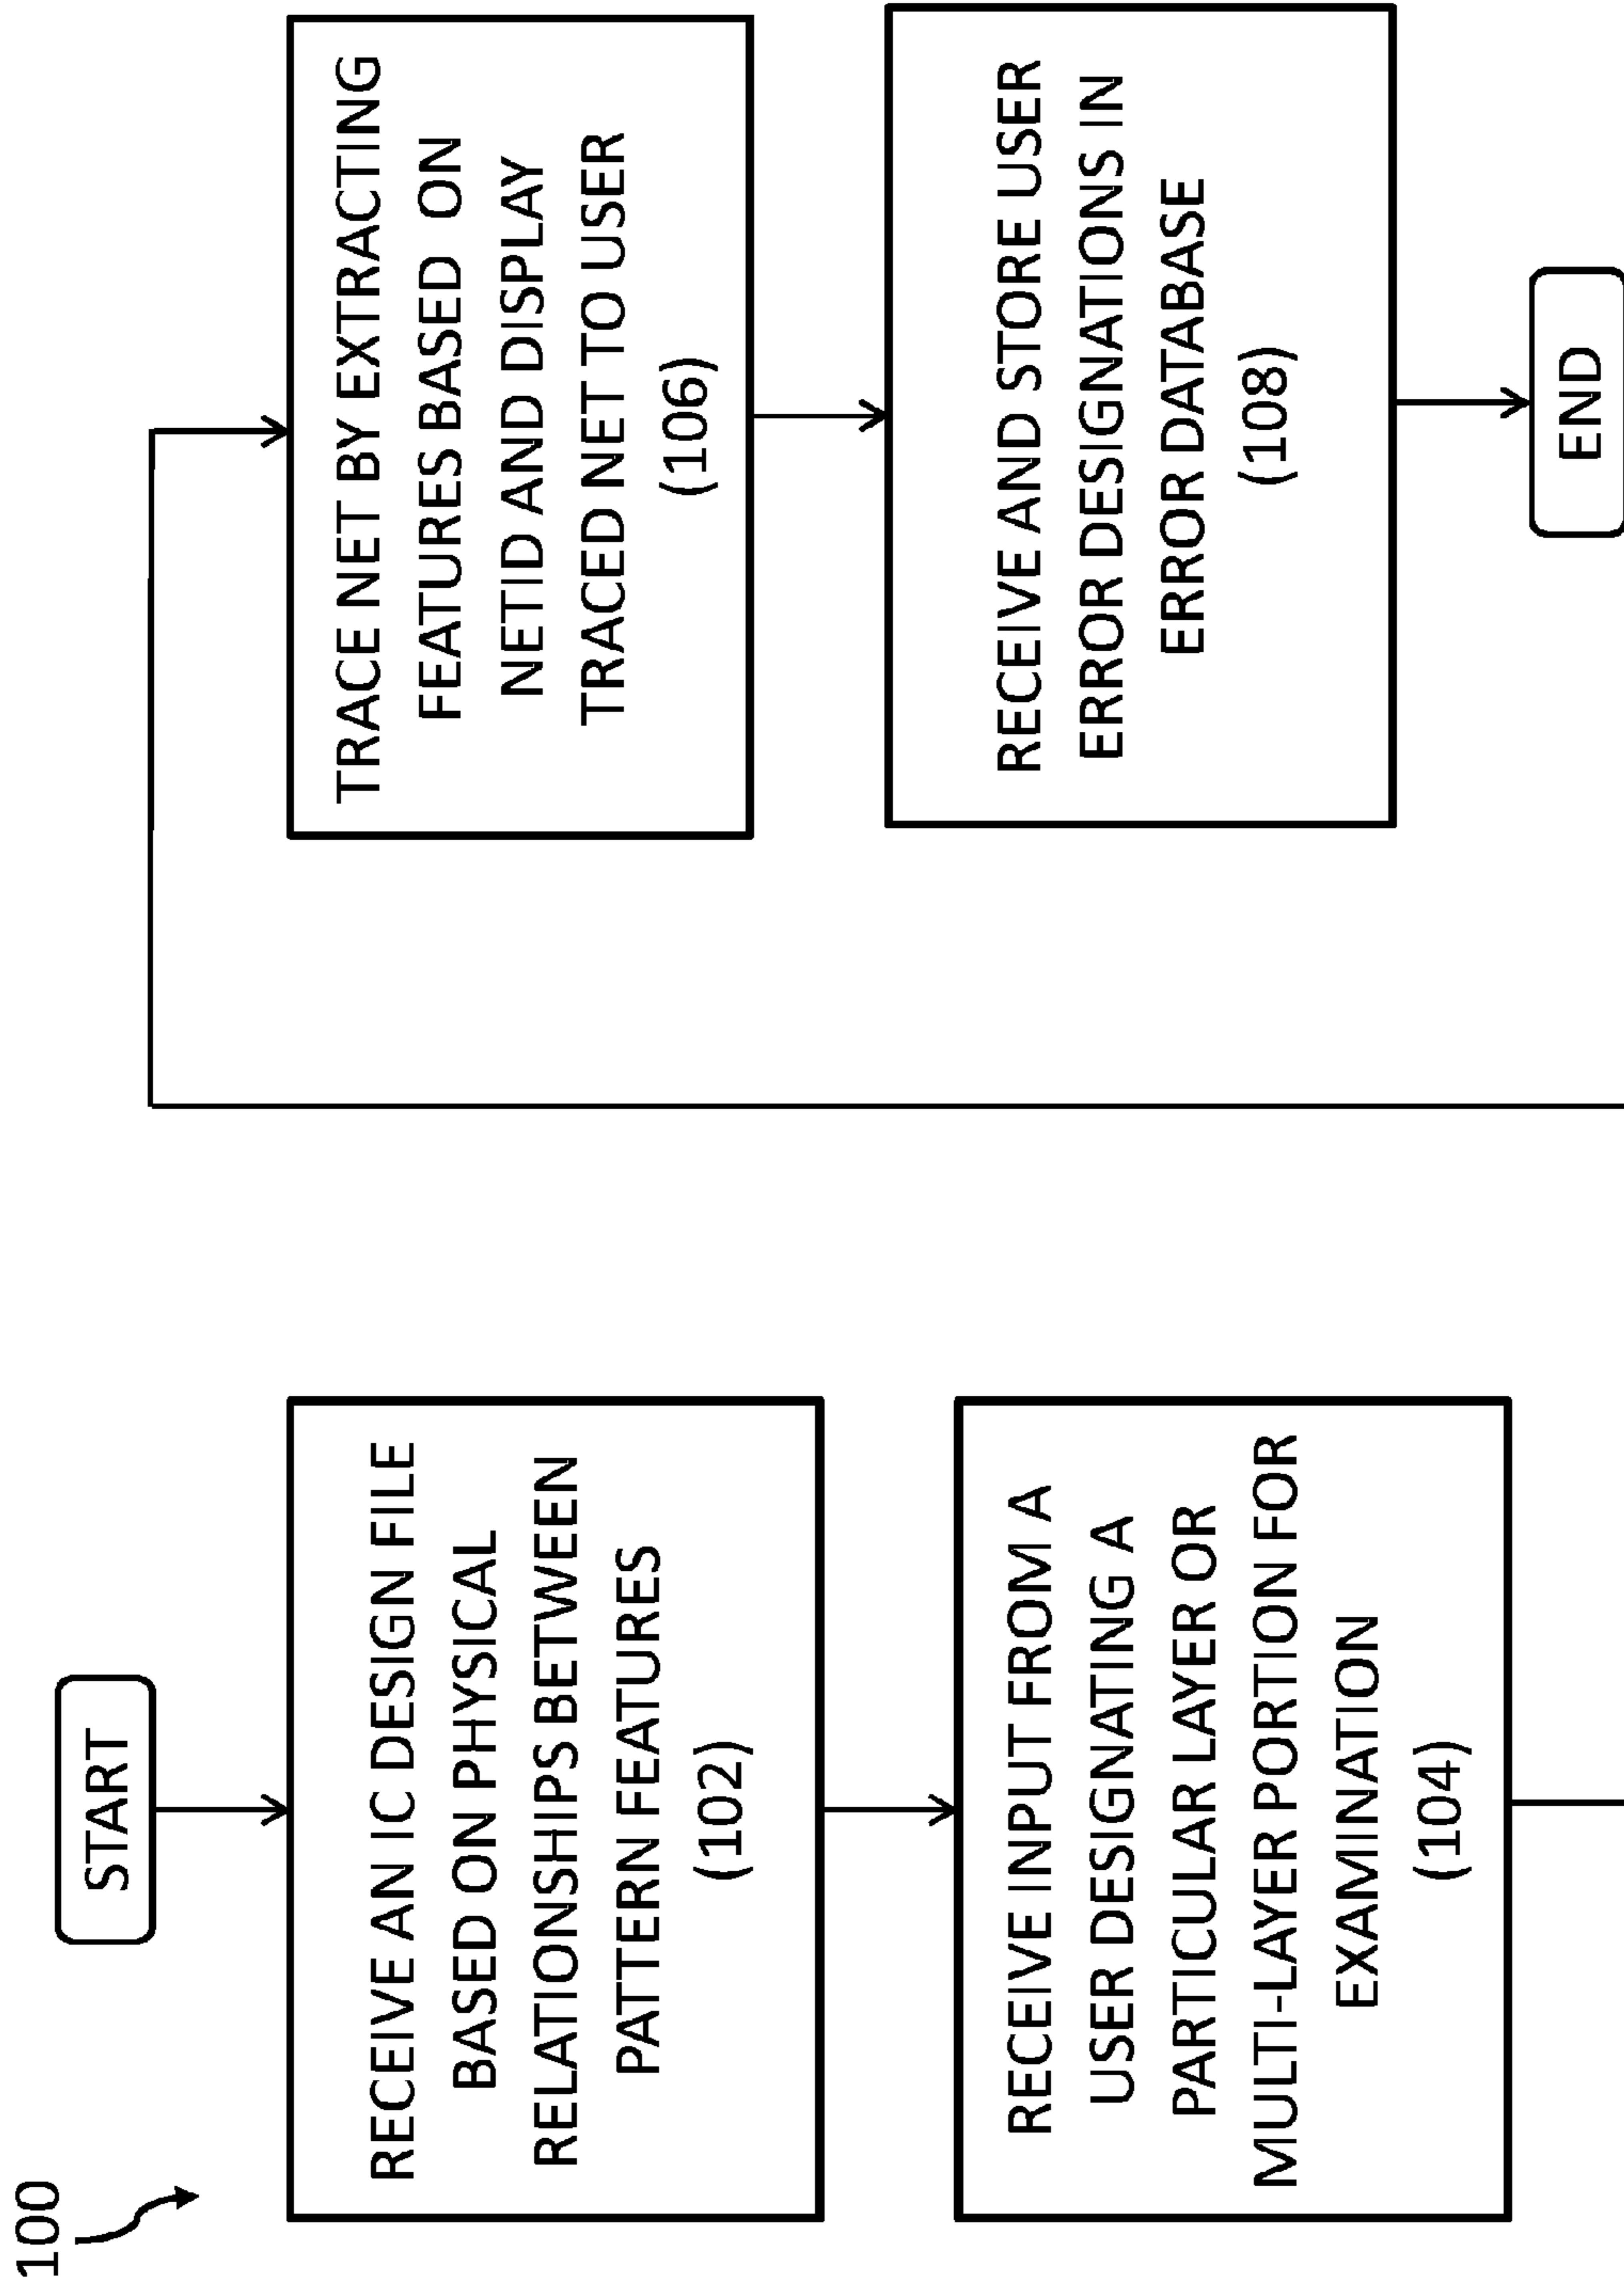 100
START
RECEIVE AN IC DESIGN FILE
BASED ON PHYSICAL
RELATIONSHIPS BETWEEN
PATTERN FEATURES
(102)
RECEIVE INPUT FROM A
USER DESIGNATING A
PARTICULAR LAYER OR
MULTI-LAYER PORTION FOR
EXAMINATION
(104)
TRACE NET BY EXTRACTING
FEATURES BASED ON
NETID AND DISPLAY
TRACED NET TO USER
(106)
RECEIVE AND STORE USER
ERROR DESIGNATIONS IN
ERROR DATABASE
(108)
END